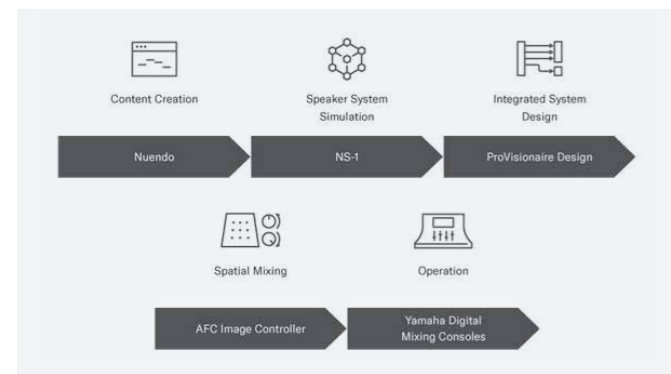 Content Creation
Speaker System
Simulation
Integrated System
Design
Nuendo
NS-1
ProVisionaire Design
Spatial Mixing
Operation
AFC Image Controller
Yamaha Digital
Mixing Consoles